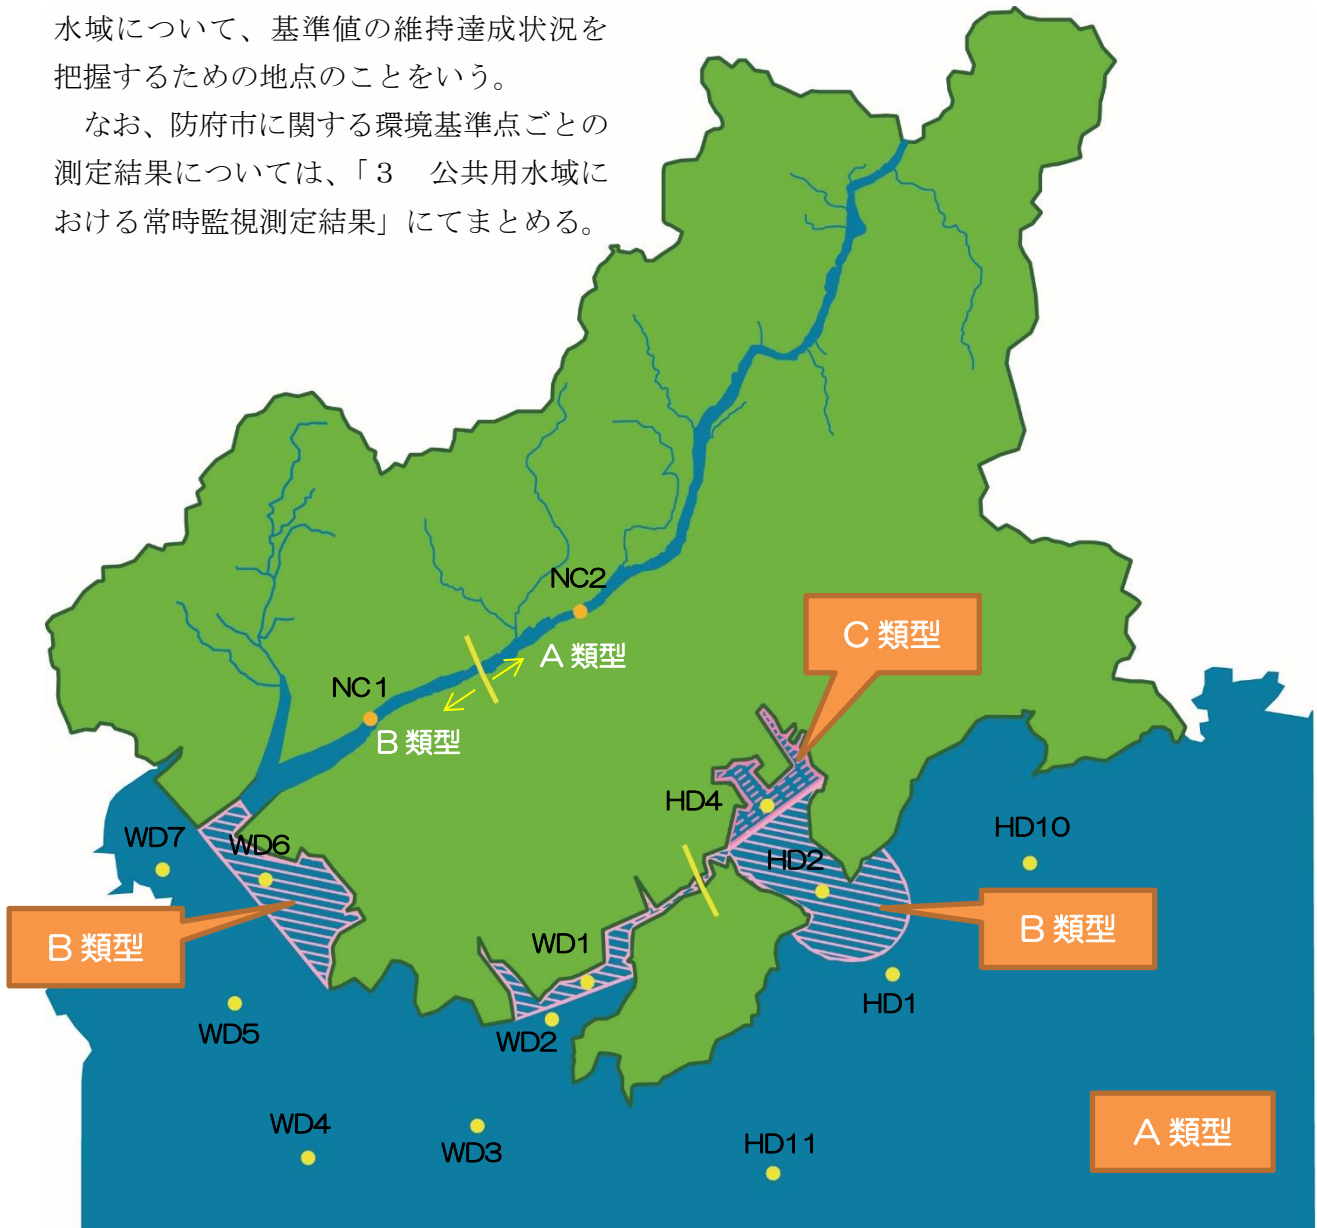 水域について、基準値の維持達成状況を
把握するための地点のことをいう。
　なお、防府市に関する環境基準点ごとの
測定結果については、「３　公共用水域に
おける常時監視測定結果」にてまとめる。
NC2
C 類型
A 類型
NC1
B 類型
HD4
HD10
WD7
WD6
HD2
B 類型
B 類型
WD1
HD1
WD5
WD2
WD4
WD3
HD11
A 類型